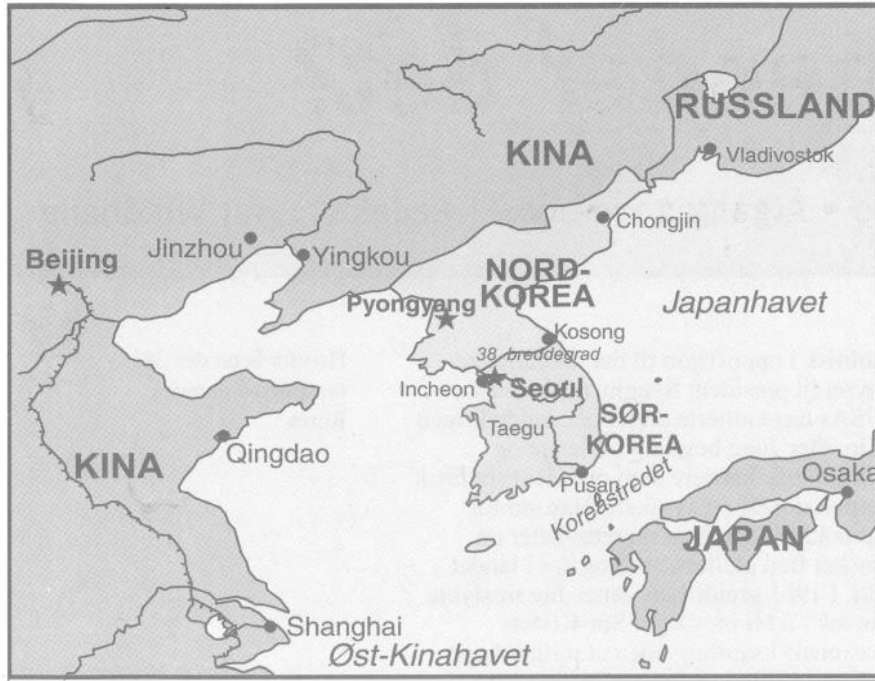 RUSSLAND
KINA
Vladivostok
Chongjin
Jinzhou
Yingkou
Beijing
NORD-
KOREA
Pyongyang
Japanhavet
Kosong
38. breddegrad
Incheon
Seoul
Taegu
SØR-
KOREA
KINA
Qingdao
Pusan
Koreastredet
Osaka
JAPAN
Shanghai
Øst-Kinahavet